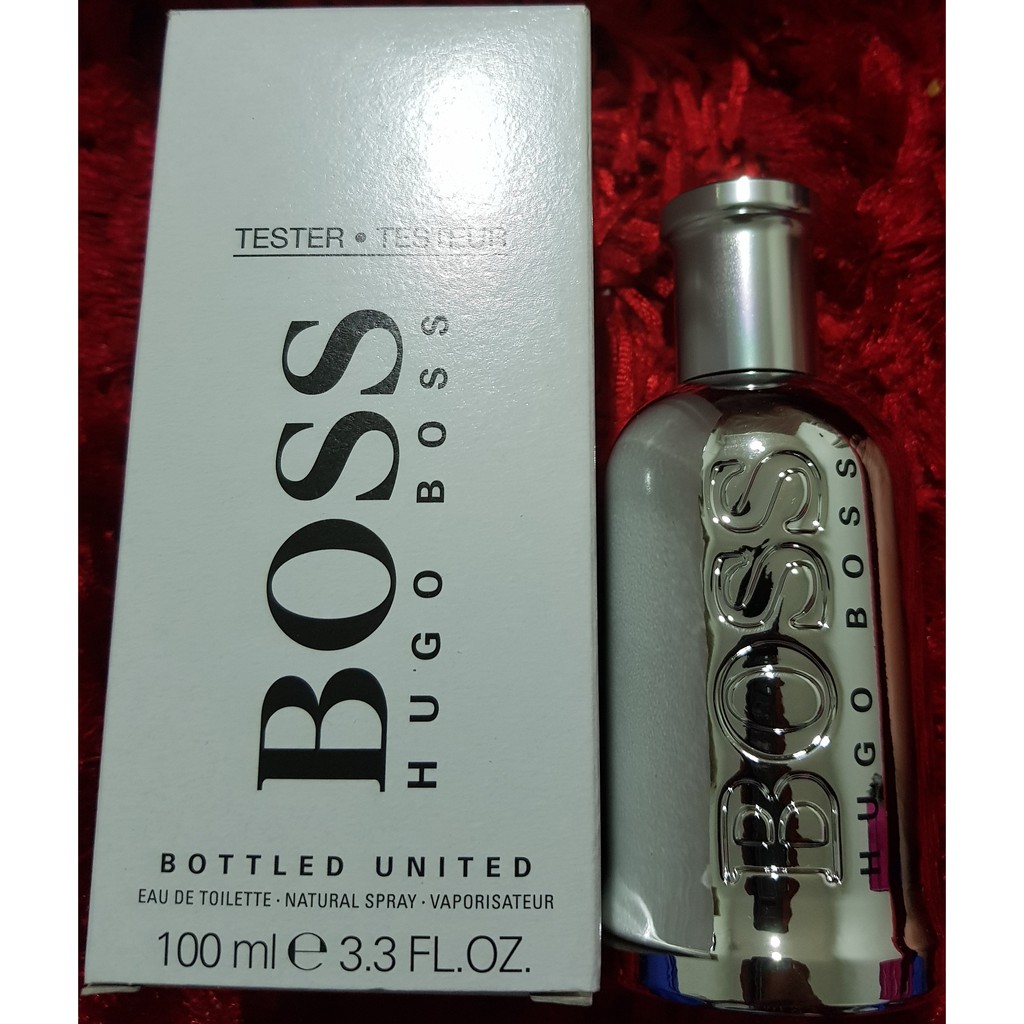 TESTER • TESTEUR
BOSS
HUGO BOSS
BOTTLED UNITED
EAU DE TOILETTE · NATURAL SPRAY · VAPORISATEUR
100 ml ℮ 3.3 FL.OZ.
BOSS
HUGO BOSS